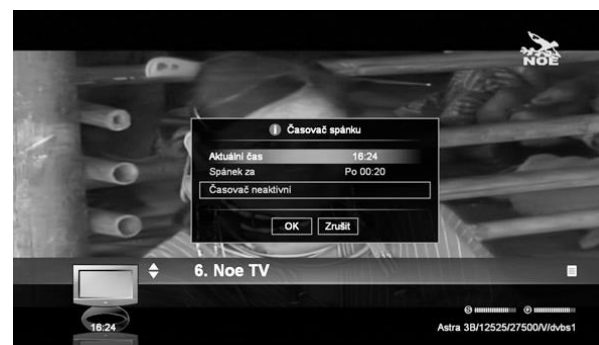 NOE
Časovač spánku
Aktuální čas 16:24
Spánek za Po 00:20
Časovač neaktivní
OK Zrušit
6. Noe TV
16:24
Astra 3B/12525/27500/V/dvbs1